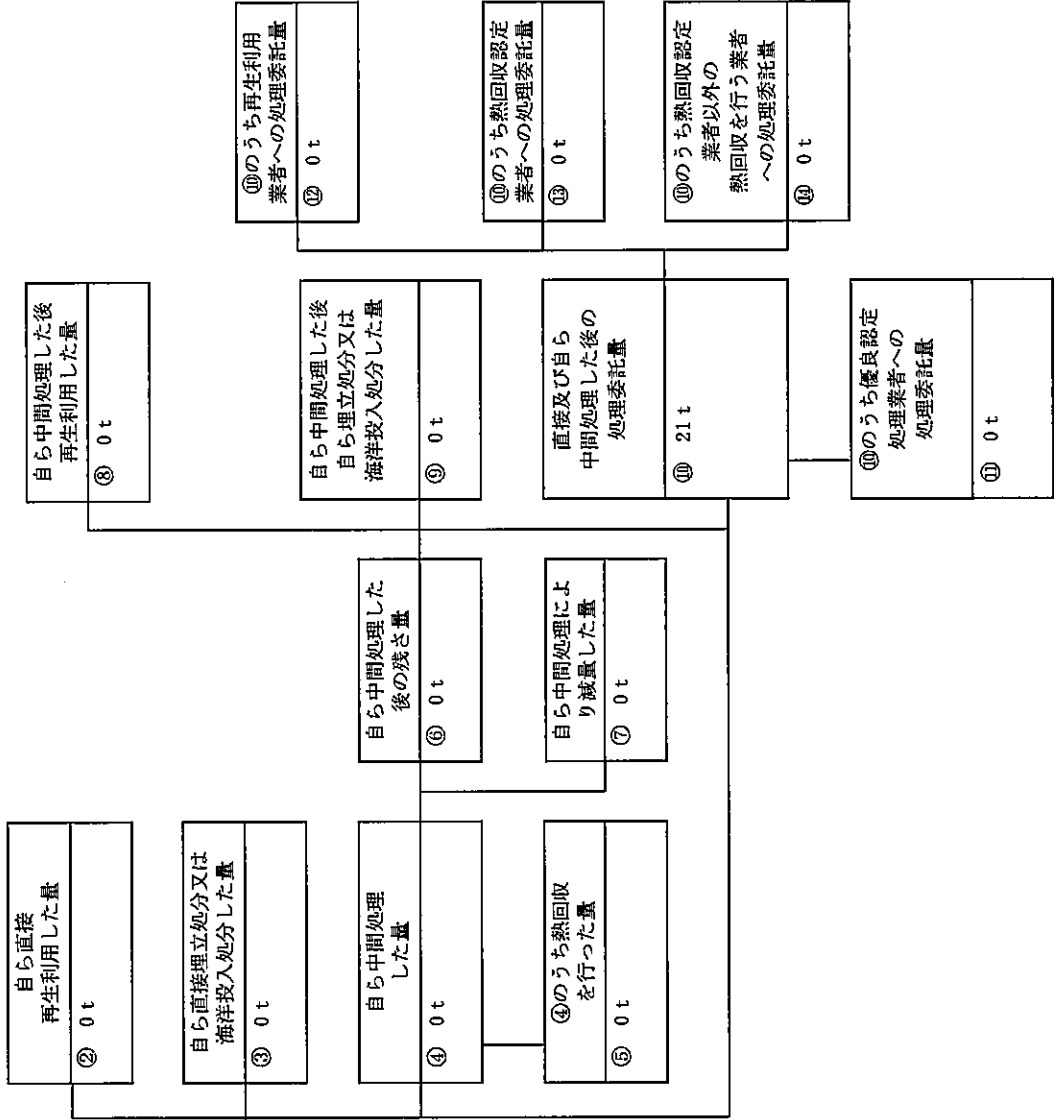 自ら直接
再生利用した量
② 0 t
自ら直接埋立処分又は
海洋投入処分した量
③ 0 t
自ら中間処理
した量
④ 0 t
④のうち熱回収
を行った量
⑤ 0 t
自ら中間処理した
後の残さ量
⑥ 0 t
自ら中間処理によ
り減量した量
⑦ 0 t
自ら中間処理した後
再生利用した量
⑧ 0 t
自ら中間処理した後
自ら埋立処分又は
海洋投入処分した量
⑨ 0 t
直接及び自ら
中間処理した後の
処理委託量
⑩ 21 t
⑩のうち優良認定
処理業者への
処理委託量
⑪ 0 t
⑩のうち再生利用
業者への処理委託量
⑫ 0 t
⑩のうち熱回収認定
業者への処理委託量
⑬ 0 t
⑩のうち熱回収認定
業者以外の
熱回収を行う業者
への処理委託量
⑭ 0 t